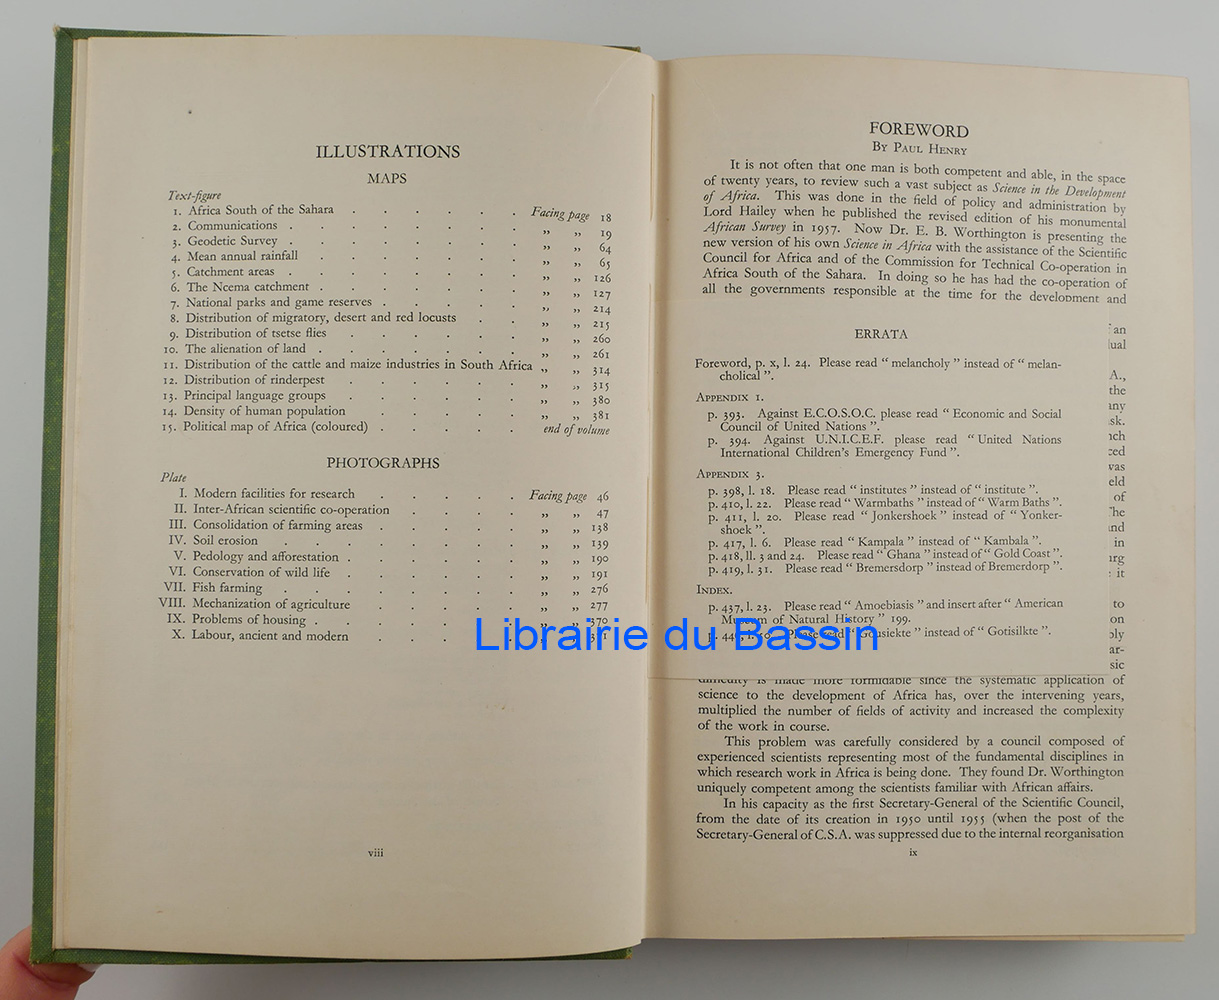 ILLUSTRATIONS
MAPS
Text-figure
1. Africa South of the Sahara . . . . . . Facing page 18
2. Communications . . . . . . . . „ „ 19
3. Geodetic Survey . . . . . . . . „ „ 64
4. Mean annual rainfall . . . . . . . „ „ 65
5. Catchment areas . . . . . . . . „ „ 126
6. The Ncema catchment . . . . . . . „ „ 127
7. National parks and game reserves . . . . . „ „ 214
8. Distribution of migratory, desert and red locusts . . „ „ 215
9. Distribution of tsetse flies . . . . . . „ „ 260
10. The alienation of land . . . . . . . „ „ 261
11. Distribution of the cattle and maize industries in South Africa „ „ 314
12. Distribution of rinderpest . . . . . . „ „ 315
13. Principal language groups . . . . . . „ „ 380
14. Density of human population . . . . . „ „ 381
15. Political map of Africa (coloured) . . . . . end of volume
PHOTOGRAPHS
Plate
I. Modern facilities for research . . . . . Facing page 46
II. Inter-African scientific co-operation . . . . „ „ 47
III. Consolidation of farming areas . . . . . „ „ 138
IV. Soil erosion . . . . . . . . „ „ 139
V. Pedology and afforestation . . . . . . „ „ 190
VI. Conservation of wild life . . . . . . „ „ 191
VII. Fish farming . . . . . . . . „ „ 276
VIII. Mechanization of agriculture . . . . . „ „ 277
IX. Problems of housing . . . . . . . „ „ 370
X. Labour, ancient and modern . . . . . „ „ 371
viii
FOREWORD
By Paul Henry
It is not often that one man is both competent and able, in the space
of twenty years, to review such a vast subject as Science in the Development
of Africa. This was done in the field of policy and administration by
Lord Hailey when he published the revised edition of his monumental
African Survey in 1957. Now Dr. E. B. Worthington is presenting the
new version of his own Science in Africa with the assistance of the Scientific
Council for Africa and of the Commission for Technical Co-operation in
Africa South of the Sahara. In doing so he has had the co-operation of
all the governments responsible at the time for the development and
ERRATA
Foreword, p. x, l. 24. Please read “ melancholy ” instead of “ melan-
cholical ”.
Appendix 1.
p. 393. Against E.C.O.S.O.C. please read “ Economic and Social
Council of United Nations ”.
p. 394. Against U.N.I.C.E.F. please read “ United Nations
International Children’s Emergency Fund ”.
Appendix 3.
p. 398, l. 18. Please read “ institutes ” instead of “ institute ”.
p. 410, l. 22. Please read “ Warmbaths ” instead of “ Warm Baths ”.
p. 411, l. 20. Please read “ Jonkershoek ” instead of “ Yonker-
shoek ”.
p. 417, l. 6. Please read “ Kampala ” instead of “ Kambala ”.
p. 418, ll. 3 and 24. Please read “ Ghana ” instead of “ Gold Coast ”.
p. 419, l. 31. Please read “ Bremersdorp ” instead of Bremerdorp ”.
Index.
p. 437, l. 23. Please read “ Amoebiasis ” and insert after “ American
Museum of Natural History ” 199.
Please read “ Gousiekte ” instead of “ Gotisilkte ”.
an
A.,
the
of
in
it
to
science to the development of Africa has, over the intervening years,
multiplied the number of fields of activity and increased the complexity
of the work in course.
This problem was carefully considered by a council composed of
experienced scientists representing most of the fundamental disciplines in
which research work in Africa is being done. They found Dr. Worthington
uniquely competent among the scientists familiar with African affairs.
In his capacity as the first Secretary-General of the Scientific Council,
from the date of its creation in 1950 until 1955 (when the post of the
Secretary-General of C.S.A. was suppressed due to the internal reorganisation
ix
Librairie du Bassin